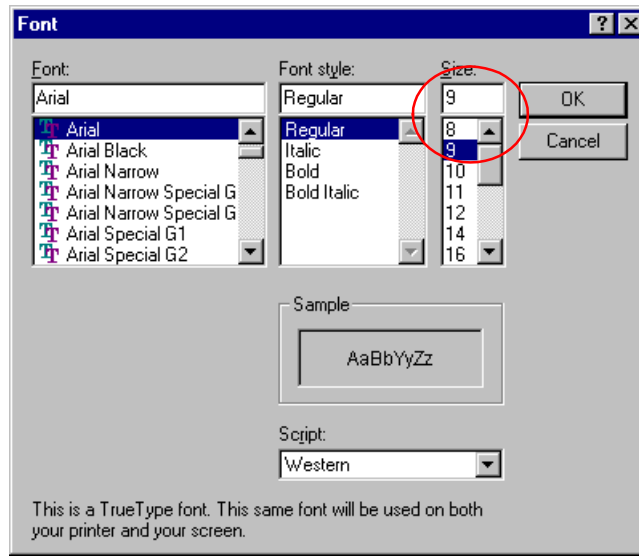 Font
Font: Font style: Size:
Arial Regular 9 OK
Arial Regular 8 Cancel
Arial Black Italic 9
Arial Narrow Bold 10
Arial Narrow Special G Bold Italic 11
Arial Narrow Special G 12
Arial Special G1 14
Arial Special G2 16
Sample
AaBbYyZz
Script:
Western
This is a TrueType font. This same font will be used on both
your printer and your screen.